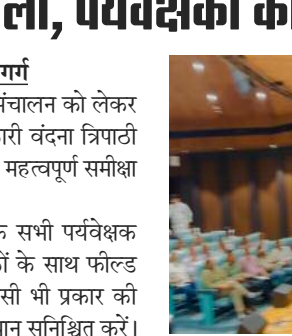 ला, पर्यवेक्षकों को
गर्ग
संचालन को लेकर
कारी वंदना त्रिपाठी
महत्वपूर्ण समीक्षा
सभी पर्यवेक्षक
के साथ फील्ड
सी भी प्रकार की
सुनिश्चित करें।